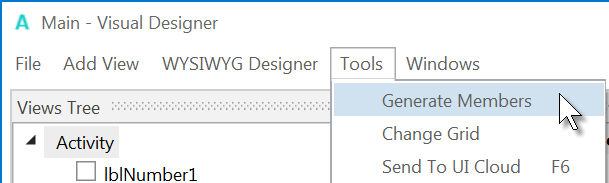 Main - Visual Designer
File Add View WYSIWYG Designer Tools Windows
Views Tree
Generate Members
Activity
Change Grid
lblNumber1
Send To UI Cloud F6